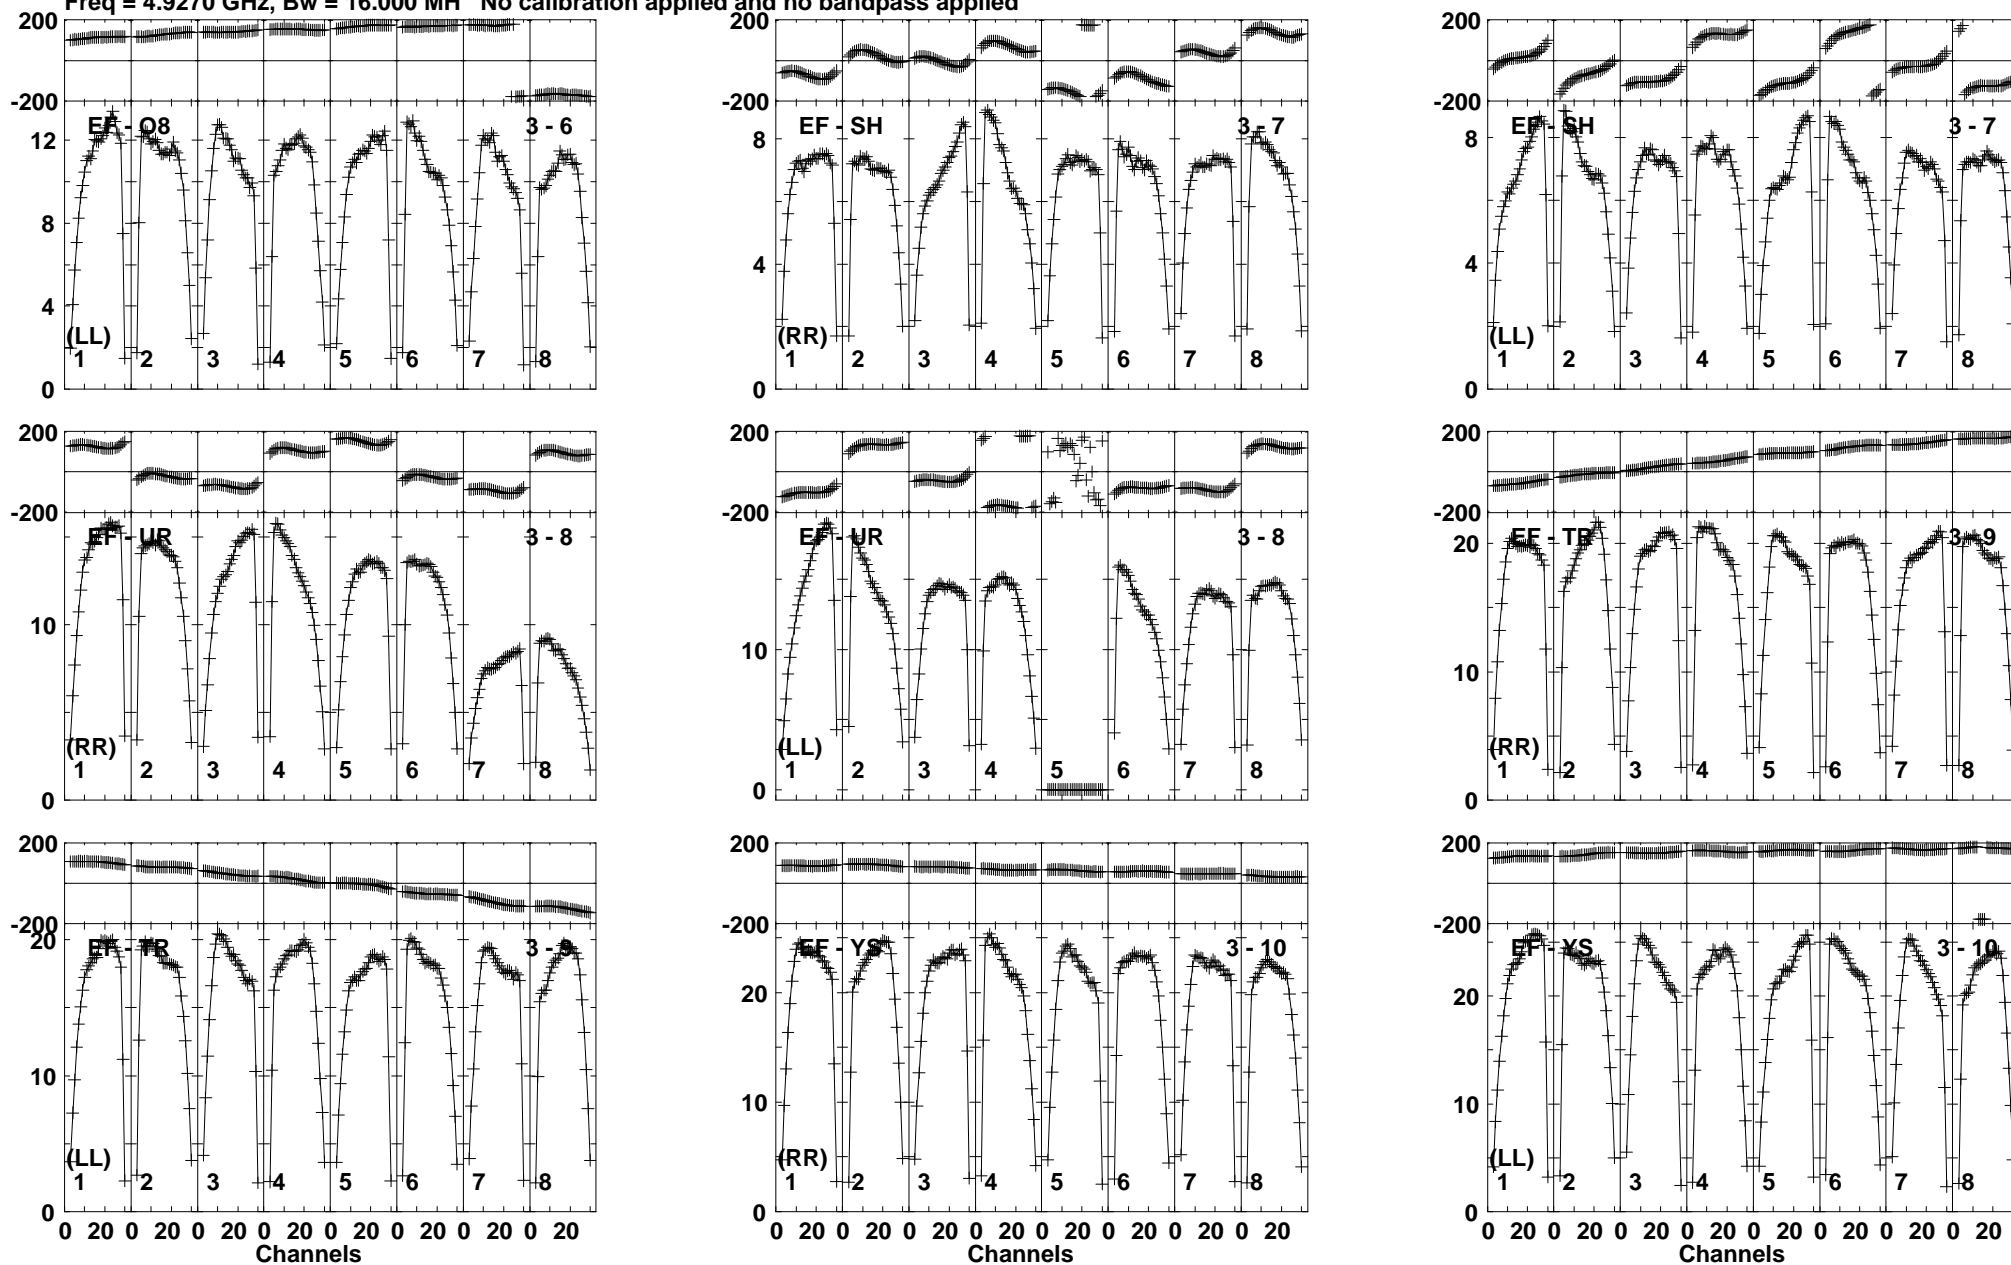 Freq = 4.9270 GHz, Bw = 16.000 MH   No calibration applied and no bandpass applied
200 200 200
-200 -200 -200
EF - O8 3 - 6 EF - SH 3 - 7 EF - SH 3 - 7
12 8 8
8 4 4
4
(LL) (RR) (LL)
1 2 3 4 5 6 7 8 1 2 3 4 5 6 7 8 1 2 3 4 5 6 7 8
0 0 0
200 200 200
-200 -200 -200
EF - UR 3 - 8 EF - UR 3 - 8 EF - TR 3 - 9
20
10 10 10
(RR) (LL) (RR)
1 2 3 4 5 6 7 8 1 2 3 4 5 6 7 8 1 2 3 4 5 6 7 8
0 0 0
200 200 200
-200 -200 -200
20 EF - TR 3 - 9 EF - YS 3 - 10 EF - YS 3 - 10
20 20
10 10 10
(LL) (RR) (LL)
1 2 3 4 5 6 7 8 1 2 3 4 5 6 7 8 1 2 3 4 5 6 7 8
0 0 0
0 20 0 20 0 20 0 20 0 20 0 20 0 20 0 20 0 20 0 20 0 20 0 20 0 20 0 20 0 20 0 20 0 20 0 20 0 20 0 20 0 20 0 20 0 20 0 20
Channels Channels Channels